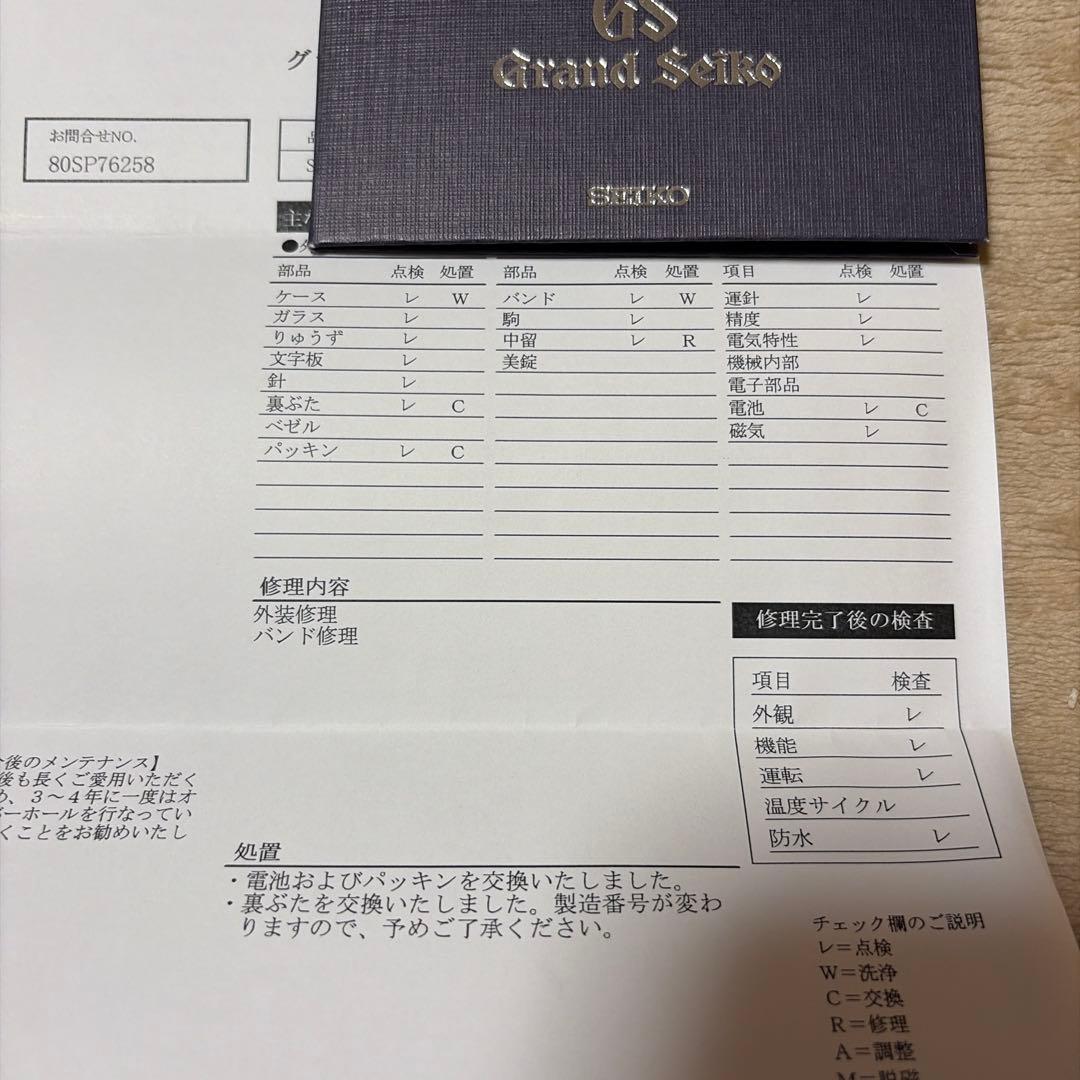 GS
Grand Seiko
SEIKO
グ
お問合せNO.
80SP76258
主な
部品 点検 処置 部品 点検 処置 項目 点検 処置
ケース レ W バンド レ W 運針 レ
ガラス レ 駒 レ 精度 レ
りゅうず レ 中留 レ R 電気特性 レ
文字板 レ 美錠 機械内部
針 レ 電子部品
裏ぶた レ C 電池 レ C
ベゼル 磁気 レ
パッキン レ C
修理内容
外装修理
バンド修理
修理完了後の検査
項目 検査
外観 レ
機能 レ
運転 レ
温度サイクル
防水 レ
後のメンテナンス】
後も長くご愛用いただく
め、3～4年に一度はオ
バーホールを行なってい
くことをお勧めいたし
処置
・電池およびパッキンを交換いたしました。
・裏ぶたを交換いたしました。製造番号が変わ
りますので、予めご了承ください。
チェック欄のご説明
レ＝点検
W＝洗浄
C＝交換
R＝修理
A＝調整
M＝脱磁